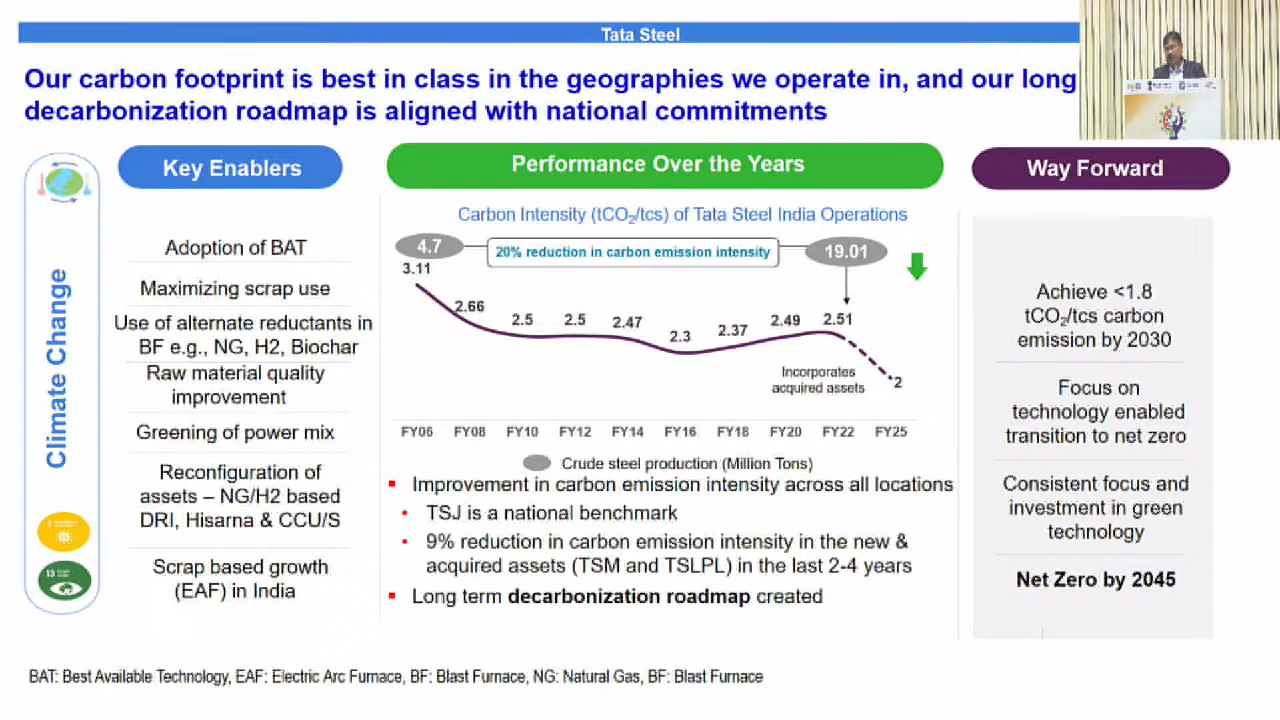 Tata Steel
Our carbon footprint is best in class in the geographies we operate in, and our long
decarbonization roadmap is aligned with national commitments
Climate Change
13
Key Enablers
Adoption of BAT
Maximizing scrap use
Use of alternate reductants in
BF e.g., NG, H2, Biochar
Raw material quality
improvement
Greening of power mix
Reconfiguration of
assets – NG/H2 based
DRI, Hisarna & CCU/S
Scrap based growth
(EAF) in India
Performance Over the Years
Carbon Intensity (tCO₂/tcs) of Tata Steel India Operations
4.7
20% reduction in carbon emission intensity
19.01
3.11
2.66
2.5
2.5
2.47
2.3
2.37
2.49
2.51
2
Incorporates
acquired assets
FY06 FY08 FY10 FY12 FY14 FY16 FY18 FY20 FY22 FY25
Crude steel production (Million Tons)
Improvement in carbon emission intensity across all locations
TSJ is a national benchmark
9% reduction in carbon emission intensity in the new &
acquired assets (TSM and TSLPL) in the last 2-4 years
Long term decarbonization roadmap created
Way Forward
Achieve <1.8
tCO₂/tcs carbon
emission by 2030
Focus on
technology enabled
transition to net zero
Consistent focus and
investment in green
technology
Net Zero by 2045
BAT: Best Available Technology, EAF: Electric Arc Furnace, BF: Blast Furnace, NG: Natural Gas, BF: Blast Furnace